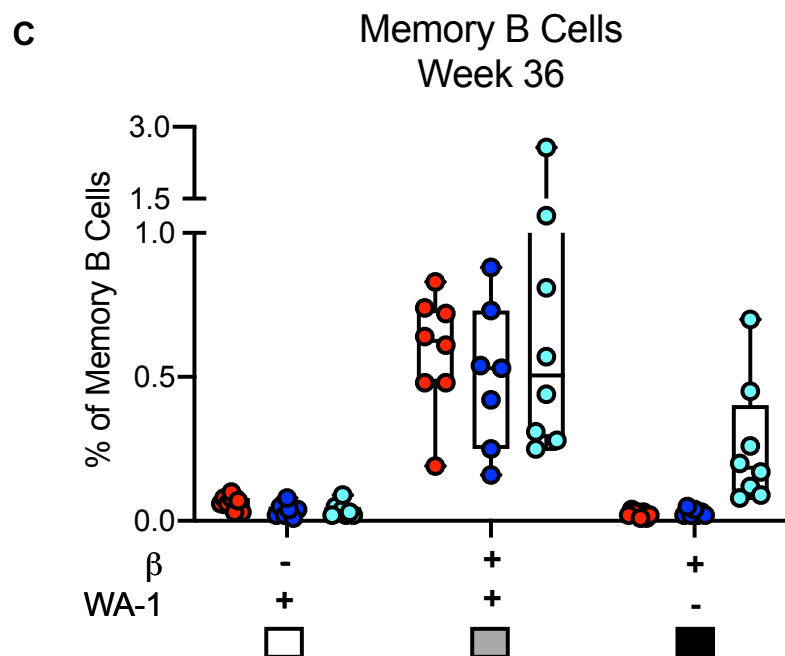 C
Memory B Cells
Week 36
% of Memory B Cells
3.0
1.5
1.0
0.5
0.0
β - + +
WA-1 + + -